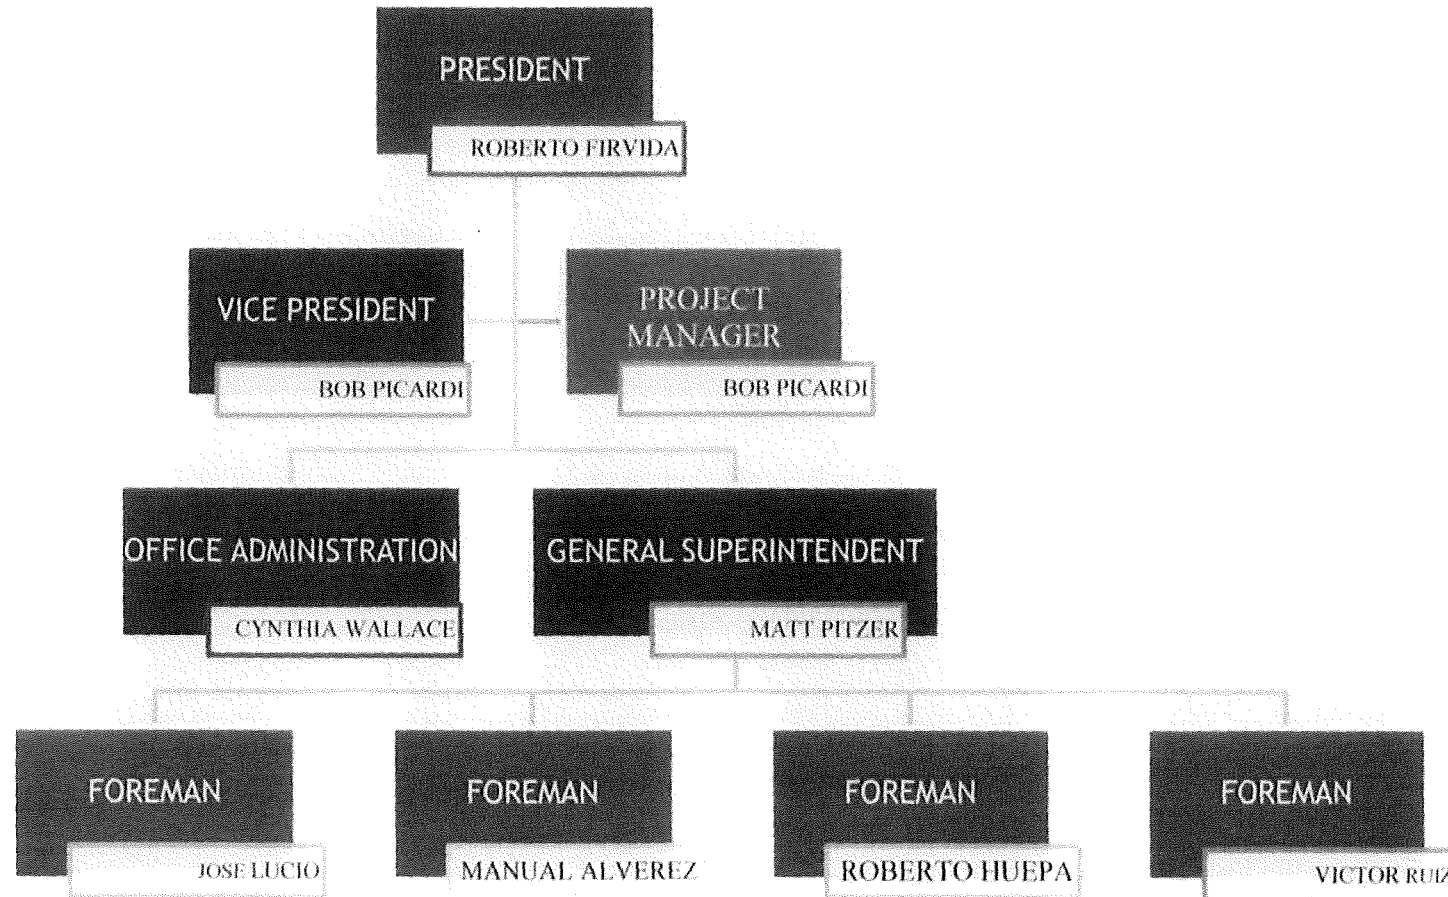 PRESIDENT
ROBERTO FIRVIDA
VICE PRESIDENT
BOB PICARDI
PROJECT
MANAGER
BOB PICARDI
OFFICE ADMINISTRATION
CYNTHIA WALLACE
GENERAL SUPERINTENDENT
MATT PITZER
FOREMAN
JOSE LUCIO
FOREMAN
MANUAL ALVEREZ
FOREMAN
ROBERTO HUEPA
FOREMAN
VICTOR RUIZ